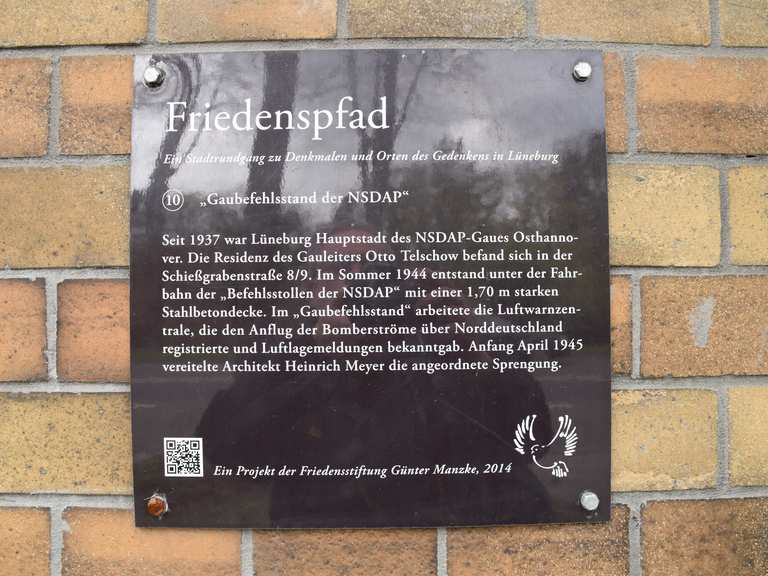 Friedenspfad
Ein Stadtrundgang zu Denkmalen und Orten des Gedenkens in Lüneburg
10 „Gaubefehlsstand der NSDAP“
Seit 1937 war Lüneburg Hauptstadt des NSDAP-Gaues Osthanno-
ver. Die Residenz des Gauleiters Otto Telschow befand sich in der
Schießgrabenstraße 8/9. Im Sommer 1944 entstand unter der Fahr-
bahn der „Befehlsstollen der NSDAP“ mit einer 1,70 m starken
Stahlbetondecke. Im „Gaubefehlsstand“ arbeitete die Luftwarnzen-
trale, die den Anflug der Bomberströme über Norddeutschland
registrierte und Luftlagemeldungen bekanntgab. Anfang April 1945
vereitelte Architekt Heinrich Meyer die angeordnete Sprengung.
Ein Projekt der Friedensstiftung Günter Manzke, 2014